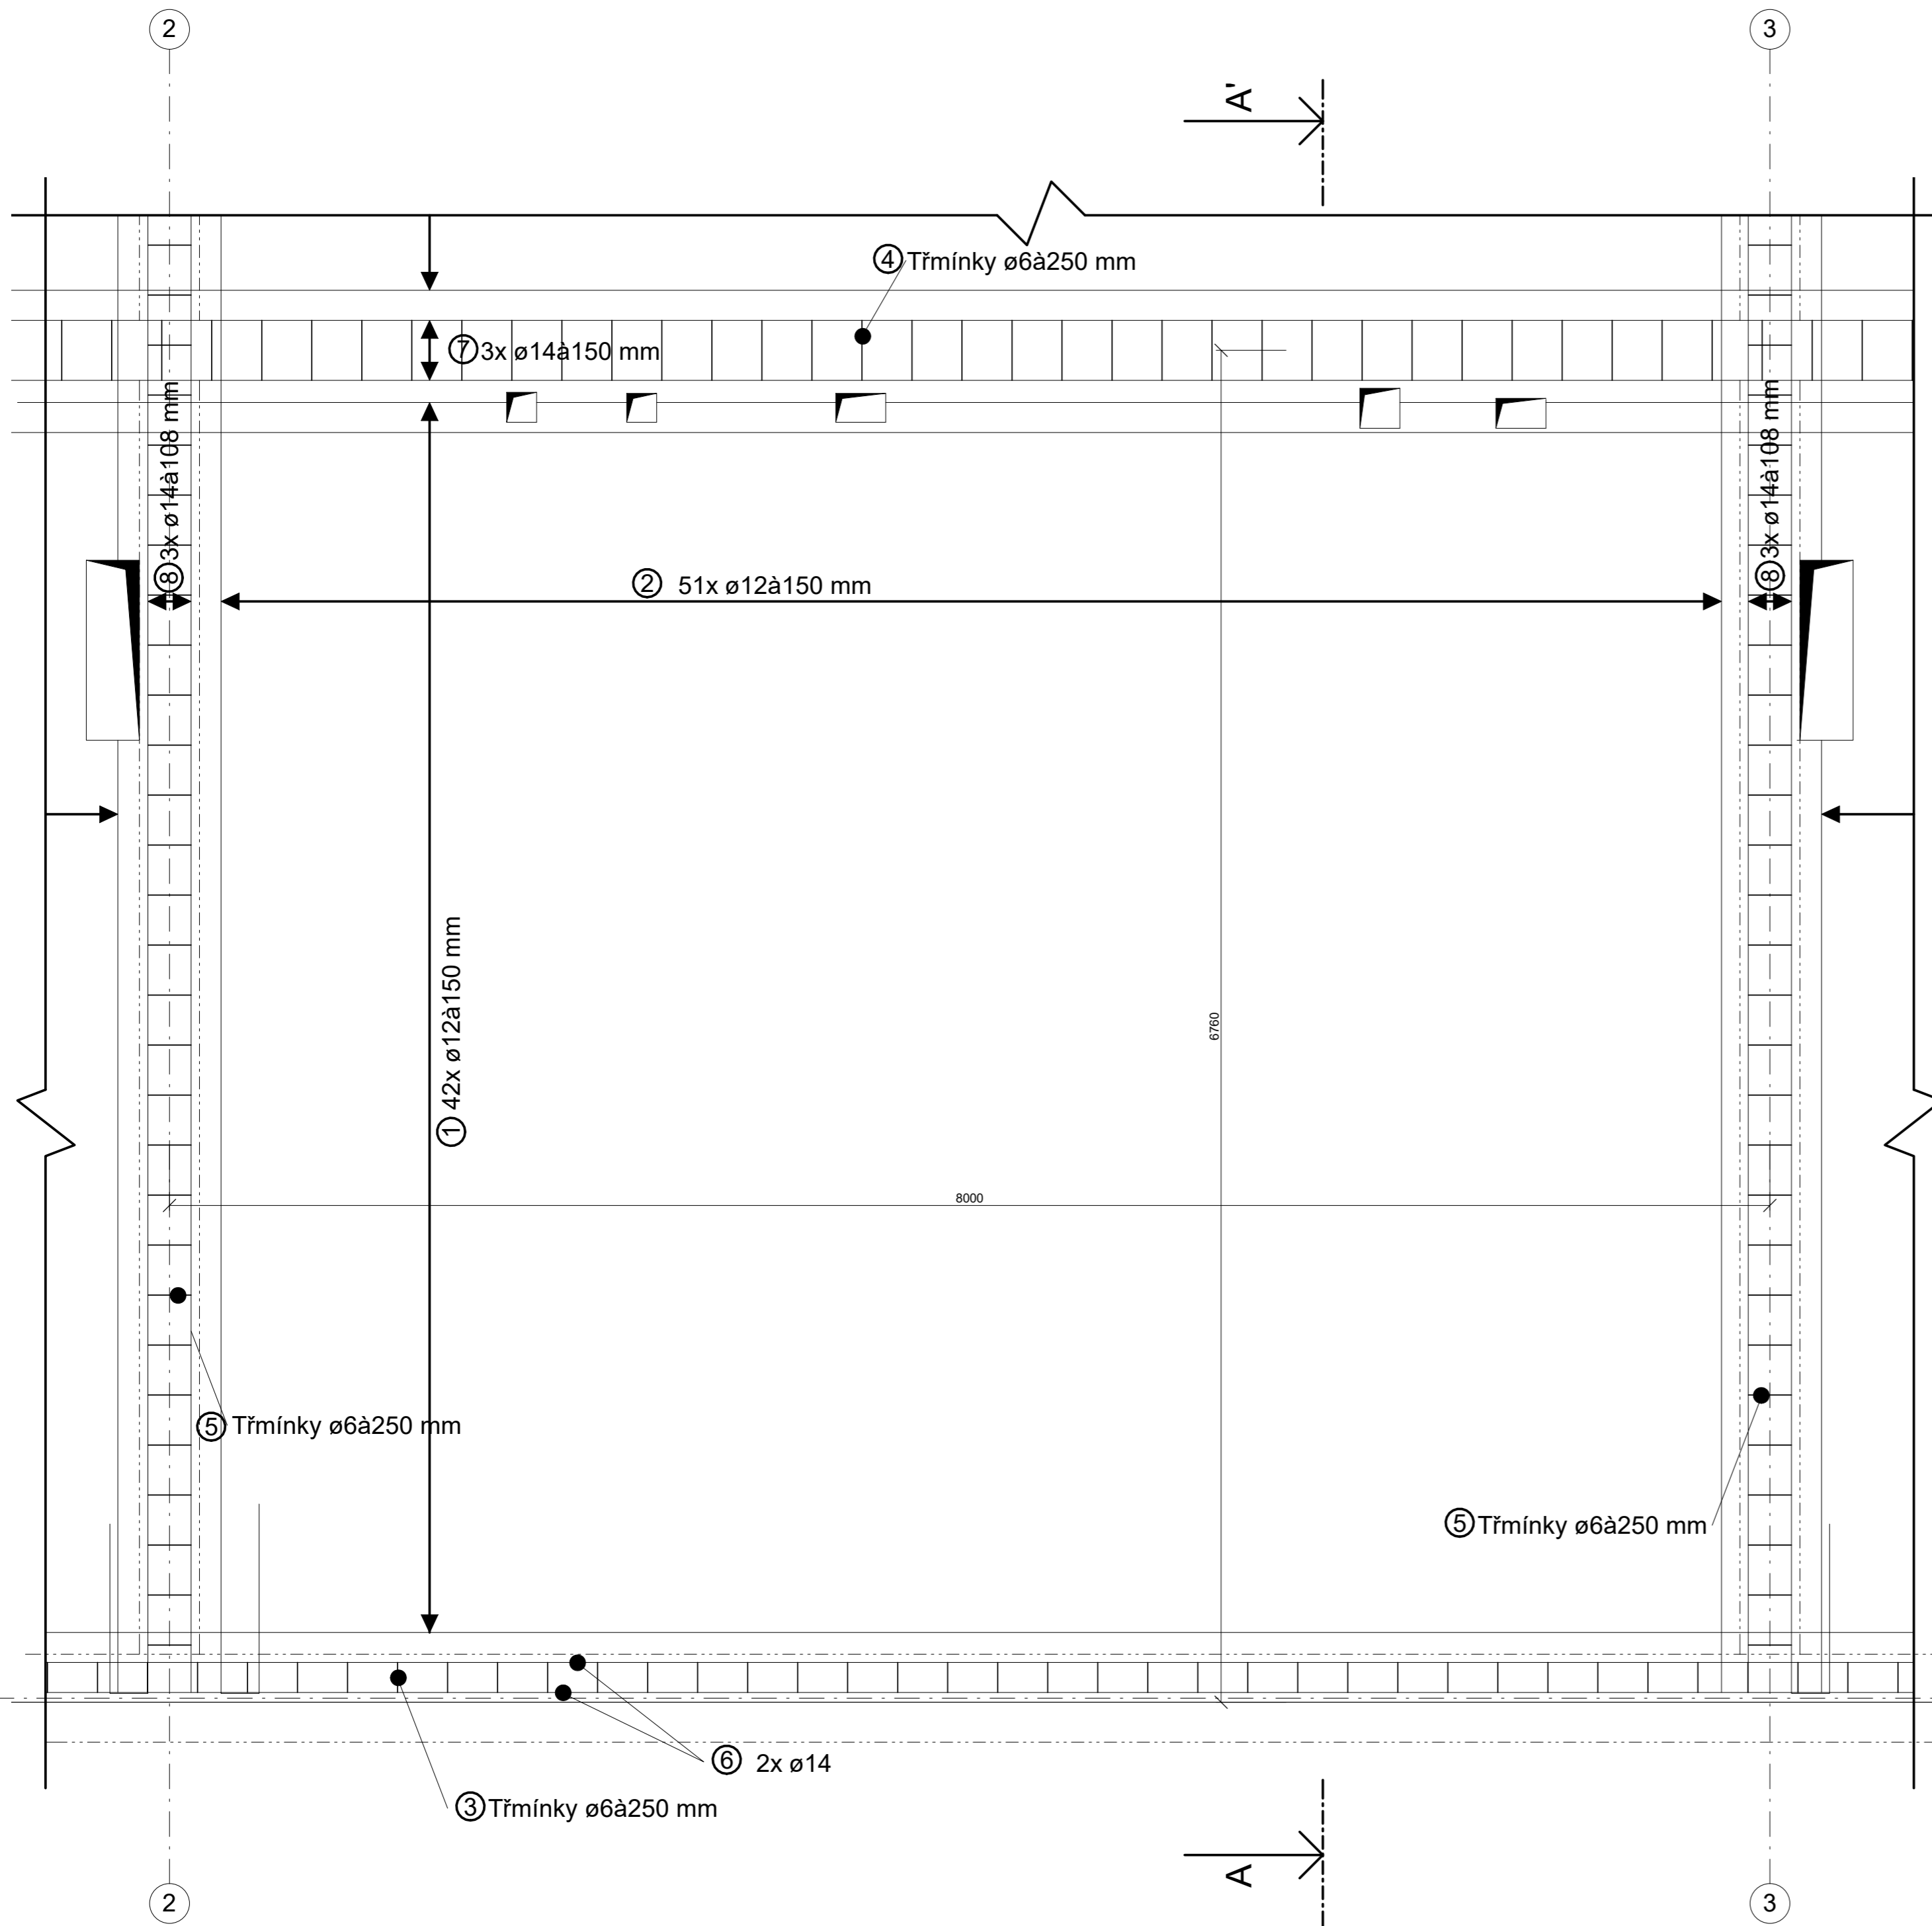 2
3
A'
④ Třmínky ø6à250 mm
⑦ 3x ø14à150 mm
⑧ 3x ø14à108 mm
⑧ 3x ø14à108 mm
② 51x ø12à150 mm
① 42x ø12à150 mm
6760
8000
⑤ Třmínky ø6à250 mm
⑤ Třmínky ø6à250 mm
⑥ 2x ø14
③ Třmínky ø6à250 mm
A
2
3